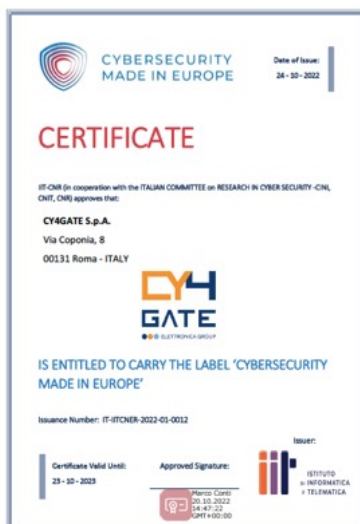 CYBERSECURITY
MADE IN EUROPE
Date of Issue:
24 - 10 - 2022
CERTIFICATE
IIT-CNR (in cooperation with the ITALIAN COMMITTEE on RESEARCH IN CYBER SECURITY -CINI,
CNIT, CNR) approves that:
CY4GATE S.p.A.
Via Coponia, 8
00131 Roma - ITALY
CY4
GATE
ELETTRONICA GROUP
IS ENTITLED TO CARRY THE LABEL ‘CYBERSECURITY
MADE IN EUROPE’
Issuance Number: IT-IITCNER-2022-01-0012
Issuer:
Certificate Valid Until:
23 - 10 - 2023
Approved Signature:
Marco Conti
20.10.2022
14:47:22
GMT+00:00
iit
ISTITUTO
DI INFORMATICA
E TELEMATICA